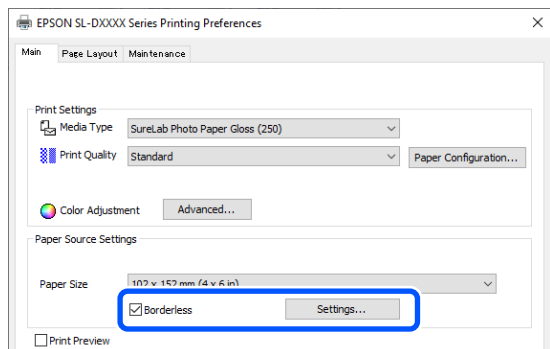 EPSON SL-DXXXX Series Printing Preferences
Main Page Layout Maintenance
Print Settings
Media Type SureLab Photo Paper Gloss (250)
Print Quality Standard Paper Configuration...
Color Adjustment Advanced...
Paper Source Settings
Paper Size 102 x 152 mm (4 x 6 in)
Borderless Settings...
Print Preview